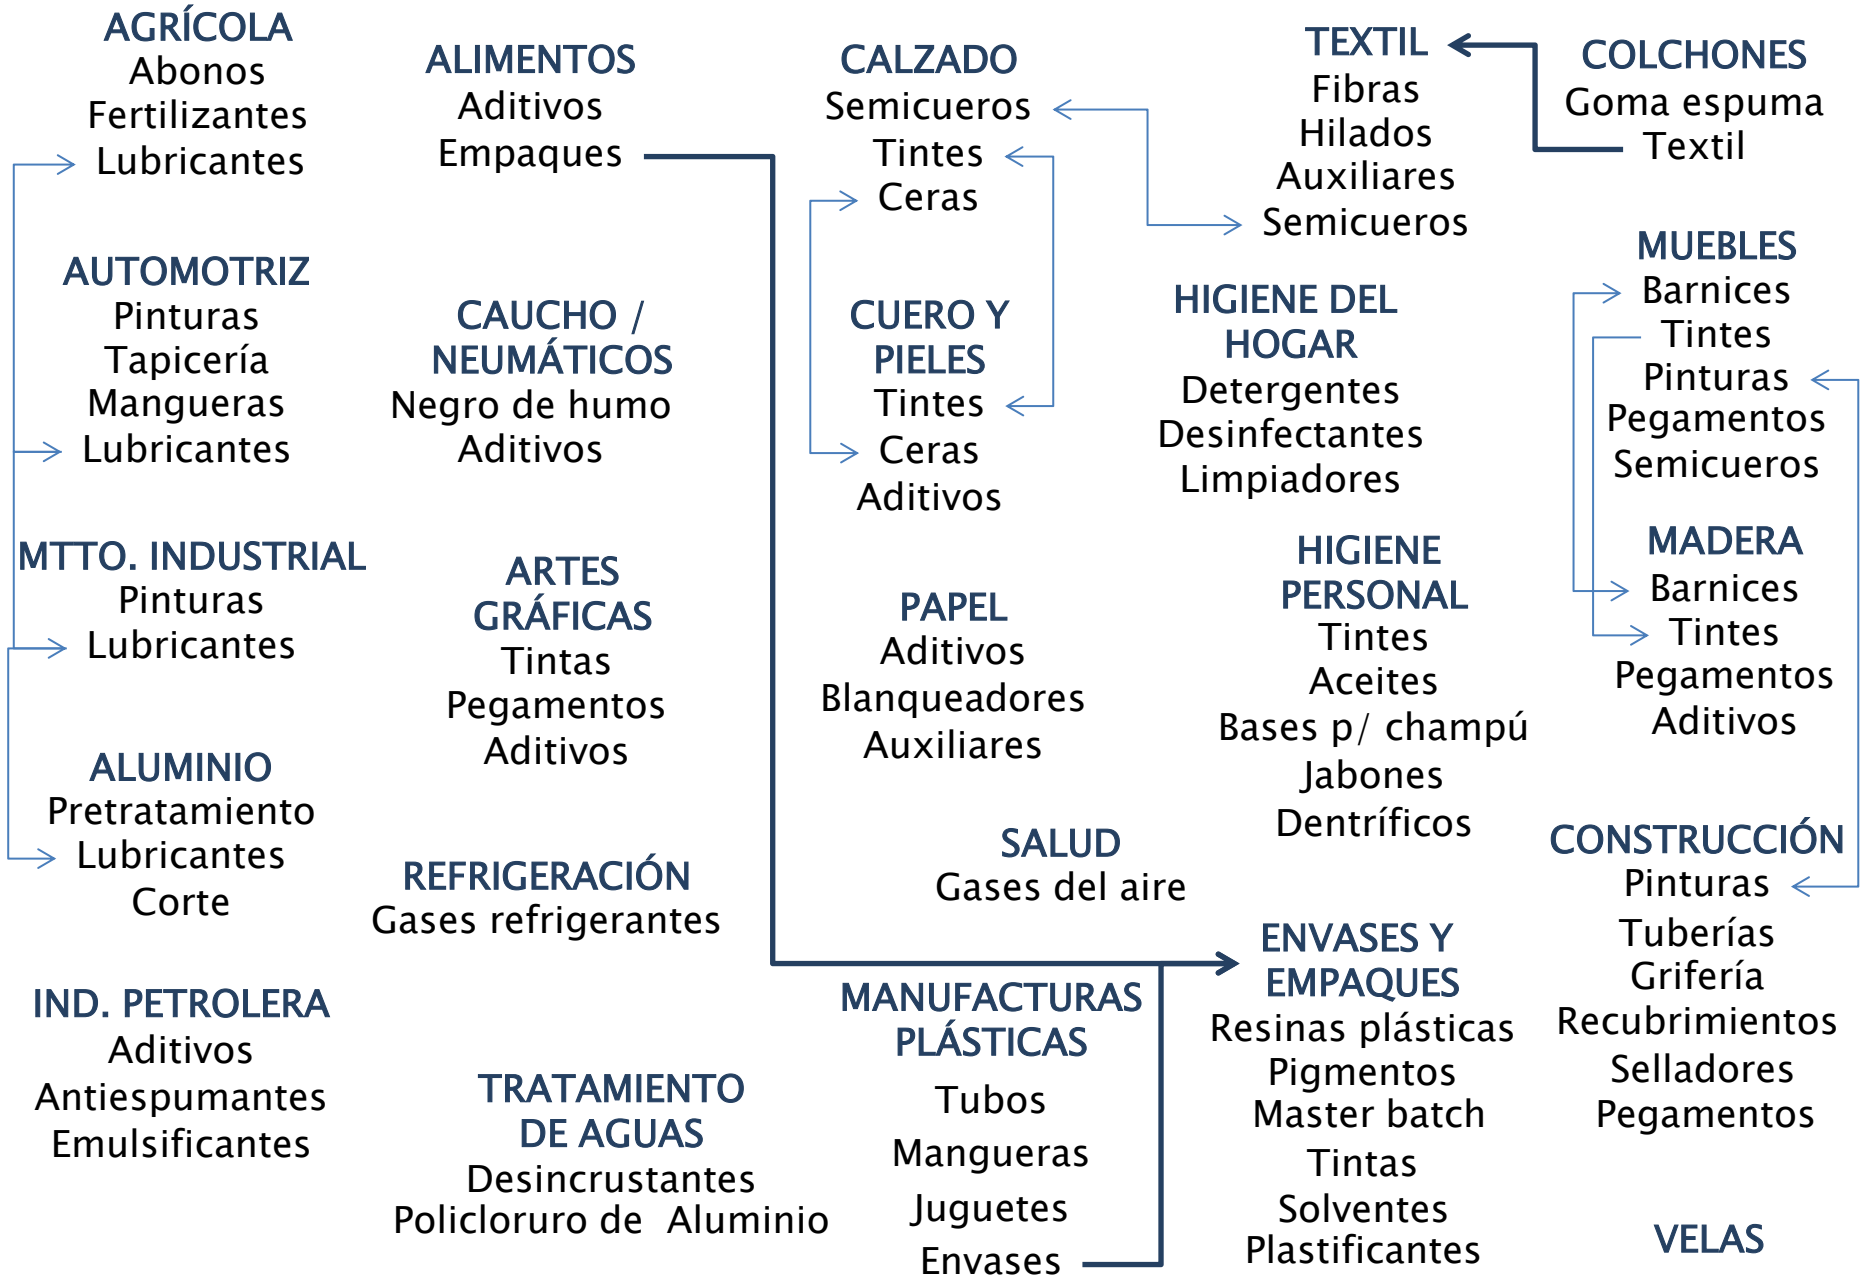 AGRÍCOLA
Abonos
Fertilizantes
Lubricantes
AUTOMOTRIZ
Pinturas
Tapicería
Mangueras
Lubricantes
MTTO. INDUSTRIAL
Pinturas
Lubricantes
ALUMINIO
Pretratamiento
Lubricantes
Corte
IND. PETROLERA
Aditivos
Antiespumantes
Emulsificantes
ALIMENTOS
Aditivos
Empaques
CAUCHO /
NEUMÁTICOS
Negro de humo
Aditivos
ARTES
GRÁFICAS
Tintas
Pegamentos
Aditivos
REFRIGERACIÓN
Gases refrigerantes
TRATAMIENTO
DE AGUAS
Desincrustantes
Policloruro de Aluminio
CALZADO
Semicueros
Tintes
Ceras
CUERO Y
PIELES
Tintes
Ceras
Aditivos
PAPEL
Aditivos
Blanqueadores
Auxiliares
SALUD
Gases del aire
MANUFACTURAS
PLÁSTICAS
Tubos
Mangueras
Juguetes
Envases
TEXTIL
Fibras
Hilados
Auxiliares
Semicueros
HIGIENE DEL
HOGAR
Detergentes
Desinfectantes
Limpiadores
HIGIENE
PERSONAL
Tintes
Aceites
Bases p/ champú
Jabones
Dentríficos
ENVASES Y
EMPAQUES
Resinas plásticas
Pigmentos
Master batch
Tintas
Solventes
Plastificantes
COLCHONES
Goma espuma
Textil
MUEBLES
Barnices
Tintes
Pinturas
Pegamentos
Semicueros
MADERA
Barnices
Tintes
Pegamentos
Aditivos
CONSTRUCCIÓN
Pinturas
Tuberías
Grifería
Recubrimientos
Selladores
Pegamentos
VELAS